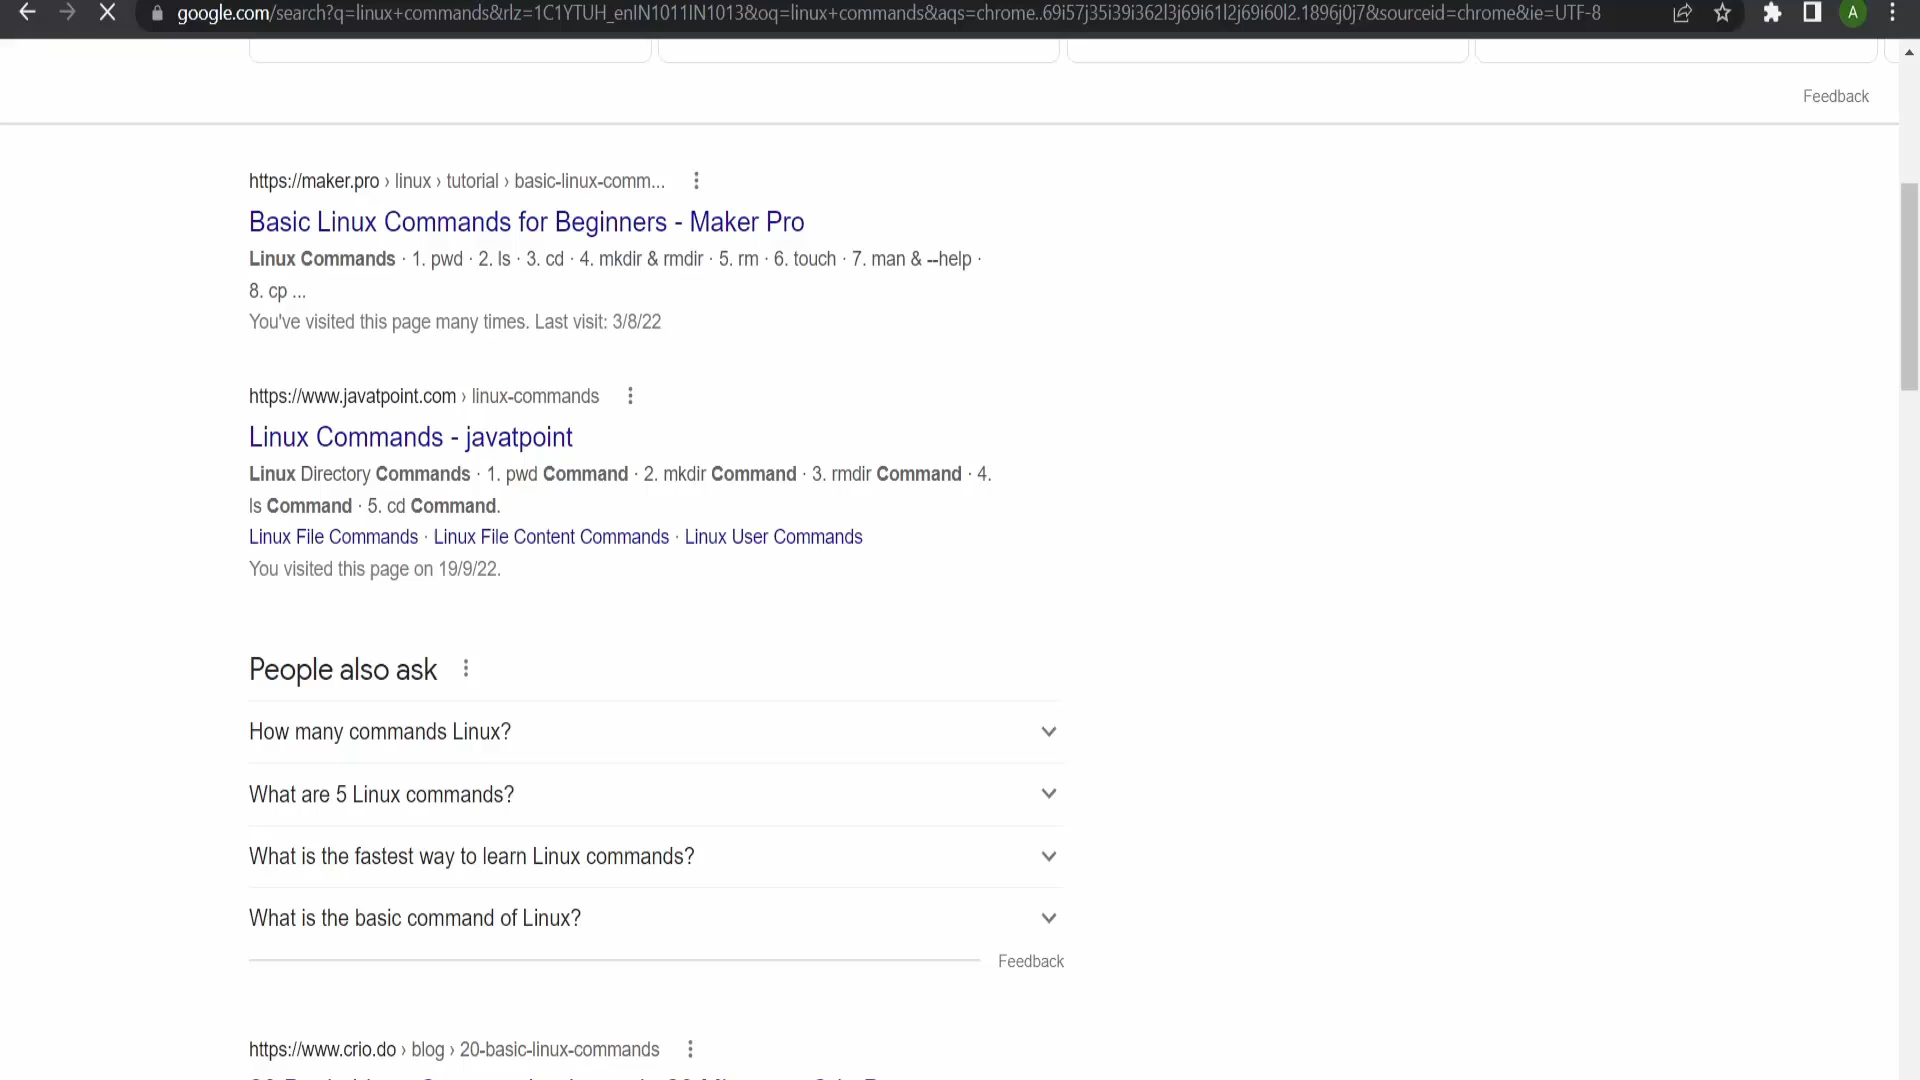 google.com/search?q=linux+commands&rlz=1C1YTUH_enIN1011IN1013&oq=linux+commands&aqs=chrome..69i57j35i39i362l3j69i61l2j69i60l2.1896j0j7&sourceid=chrome&ie=UTF-8
A
Feedback
https://maker.pro › linux › tutorial › basic-linux-comm...
Basic Linux Commands for Beginners - Maker Pro
Linux Commands · 1. pwd · 2. ls · 3. cd · 4. mkdir & rmdir · 5. rm · 6. touch · 7. man & --help ·
8. cp ...
You've visited this page many times. Last visit: 3/8/22
https://www.javatpoint.com › linux-commands
Linux Commands - javatpoint
Linux Directory Commands · 1. pwd Command · 2. mkdir Command · 3. rmdir Command · 4.
ls Command · 5. cd Command.
Linux File Commands · Linux File Content Commands · Linux User Commands
You visited this page on 19/9/22.
People also ask
How many commands Linux?
What are 5 Linux commands?
What is the fastest way to learn Linux commands?
What is the basic command of Linux?
Feedback
https://www.crio.do › blog › 20-basic-linux-commands